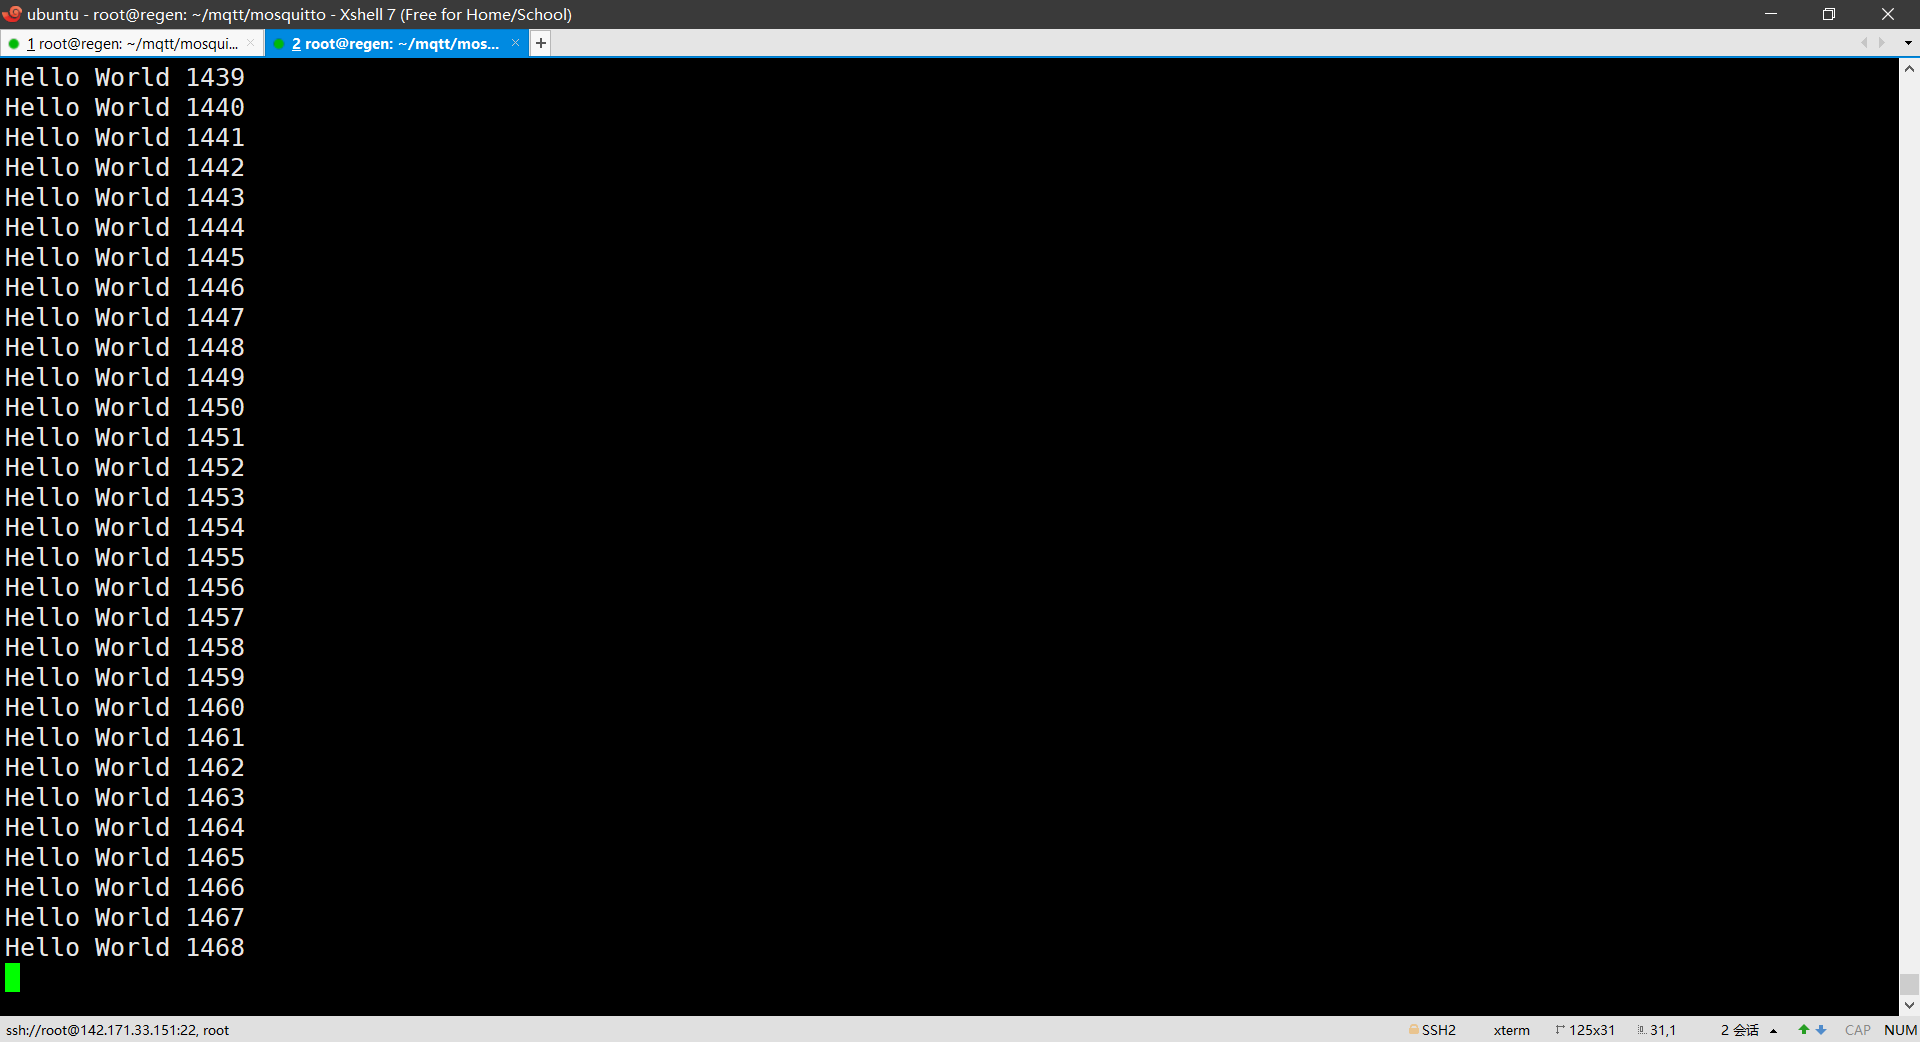 ubuntu - root@regen: ~/mqtt/mosquitto - Xshell 7 (Free for Home/School)
1 root@regen: ~/mqtt/mosqui... 2 root@regen: ~/mqtt/mos... +
Hello World 1439
Hello World 1440
Hello World 1441
Hello World 1442
Hello World 1443
Hello World 1444
Hello World 1445
Hello World 1446
Hello World 1447
Hello World 1448
Hello World 1449
Hello World 1450
Hello World 1451
Hello World 1452
Hello World 1453
Hello World 1454
Hello World 1455
Hello World 1456
Hello World 1457
Hello World 1458
Hello World 1459
Hello World 1460
Hello World 1461
Hello World 1462
Hello World 1463
Hello World 1464
Hello World 1465
Hello World 1466
Hello World 1467
Hello World 1468
ssh://root@142.171.33.151:22, root SSH2 xterm 125x31 31,1 2 会话 CAP NUM